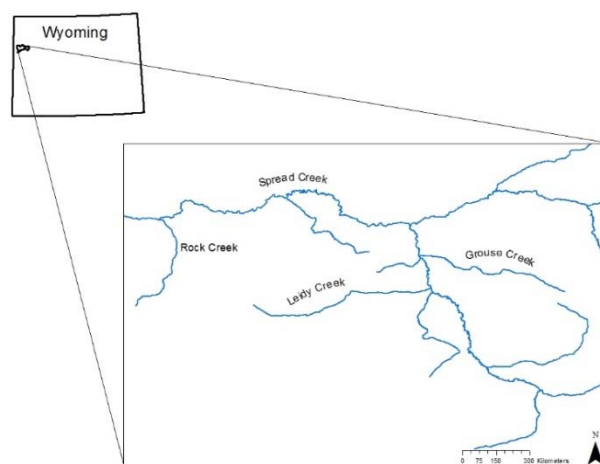 Wyoming
Spread Creek
Rock Creek
Grouse Creek
Leidy Creek
N
0 75 150 300 Kilometers